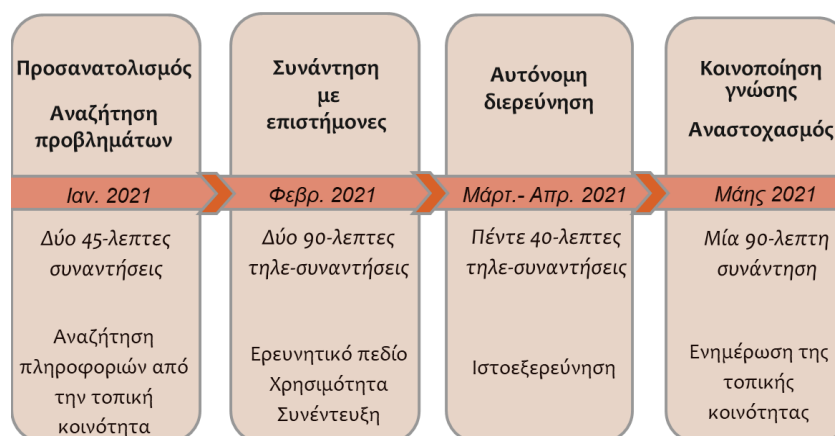 Προσανατολισμός
Αναζήτηση
προβλημάτων
Ιαν. 2021
Δύο 45-λεπτες
συναντήσεις
Αναζήτηση
πληροφοριών από
την τοπική
κοινότητα
Συνάντηση
με
επιστήμονες
Φεβρ. 2021
Δύο 90-λεπτες
τηλε-συναντήσεις
Ερευνητικό πεδίο
Χρησιμότητα
Συνέντευξη
Αυτόνομη
διερεύνηση
Μάρτ.- Απρ. 2021
Πέντε 40-λεπτες
τηλε-συναντήσεις
Ιστοεξερεύνηση
Κοινοποίηση
γνώσης
Αναστοχασμός
Μάης 2021
Μία 90-λεπτη
συνάντηση
Ενημέρωση της
τοπικής
κοινότητας